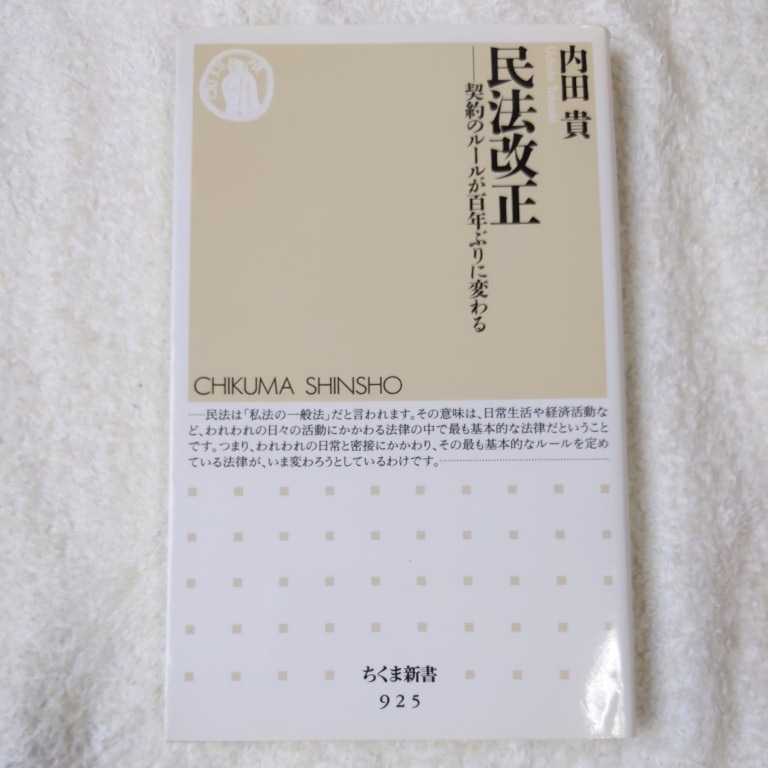 内田 貴
Uchida Takashi
民法改正
──契約のルールが百年ぶりに変わる
CHIKUMA SHINSHO
─民法は「私法の一般法」だと言われます。その意味は、日常生活や経済活動な
ど、われわれの日々の活動にかかわる法律の中で最も基本的な法律だということ
です。つまり、われわれの日常と密接にかかわり、その最も基本的なルールを定め
ている法律が、いま変わろうとしているわけです。
ちくま新書
925